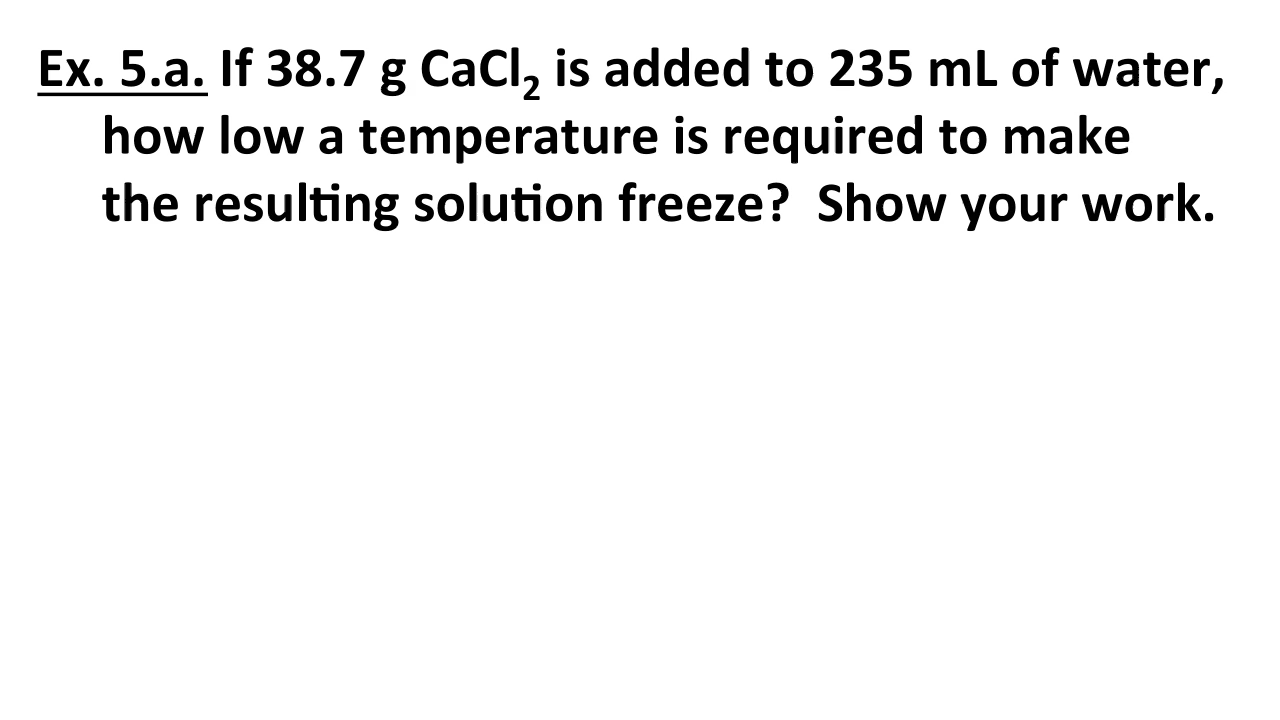 Ex. 5.a. If 38.7 g CaCl₂ is added to 235 mL of water,
how low a temperature is required to make
the resulting solution freeze?  Show your work.